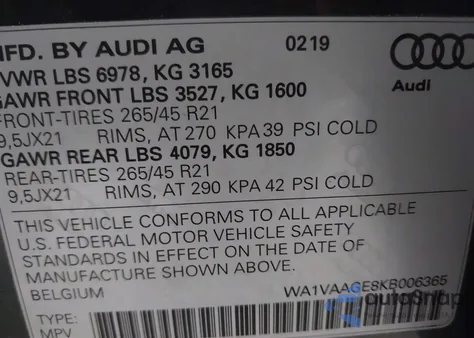 MFD. BY AUDI AG 0219
GVWR LBS 6978, KG 3165
Audi
GAWR FRONT LBS 3527, KG 1600
FRONT-TIRES 265/45 R21
9,5JX21 RIMS, AT 270 KPA 39 PSI COLD
GAWR REAR LBS 4079, KG 1850
REAR-TIRES 265/45 R21
9,5JX21 RIMS, AT 290 KPA 42 PSI COLD
THIS VEHICLE CONFORMS TO ALL APPLICABLE
U.S. FEDERAL MOTOR VEHICLE SAFETY
STANDARDS IN EFFECT ON THE DATE OF
MANUFACTURE SHOWN ABOVE.
BELGIUM WA1VAAGE8KB006365
autoSnap
TYPE:
MPV